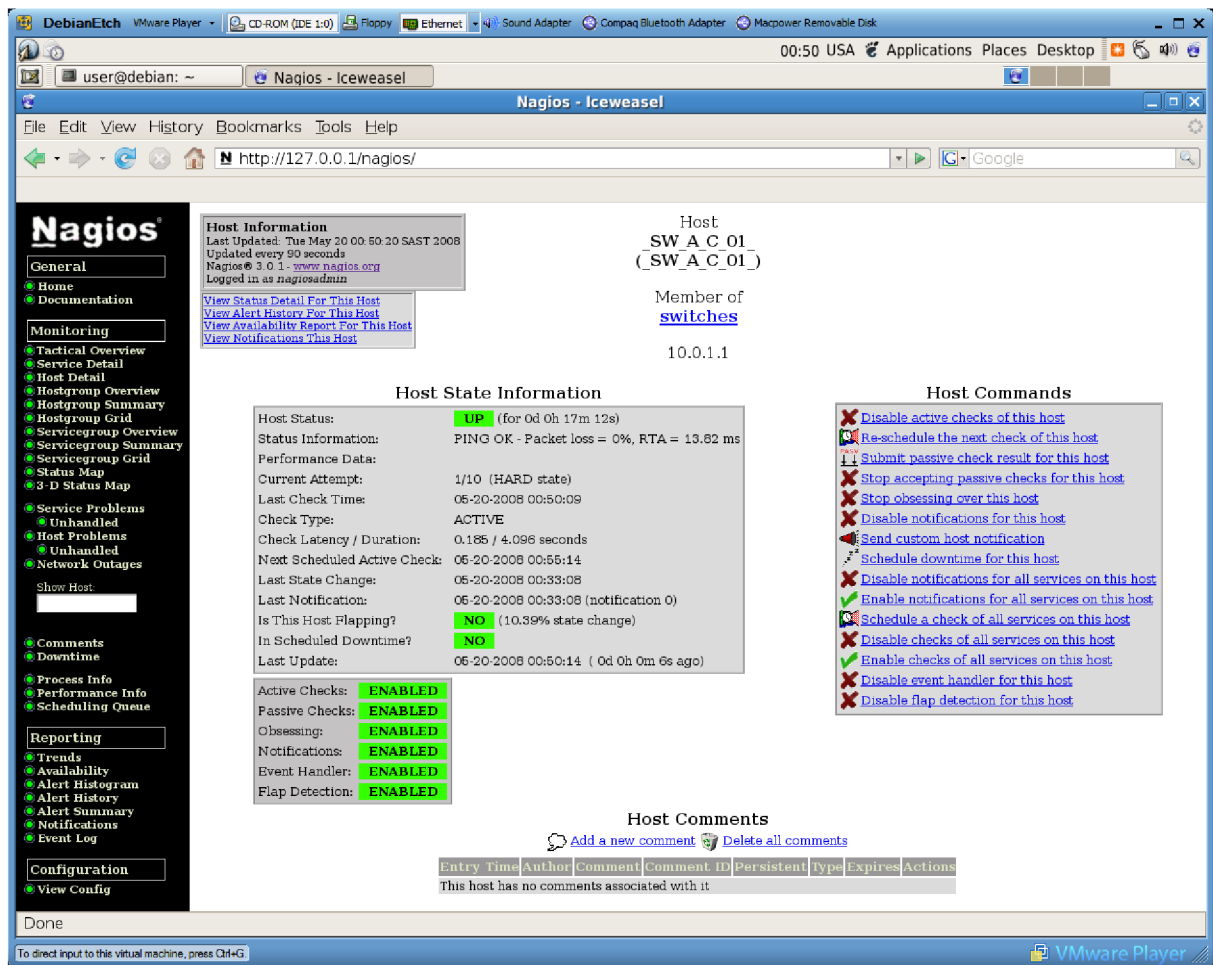 DebianEtch VMware Player CD-ROM (IDE 1:0) Floppy Ethernet Sound Adapter Compaq Bluetooth Adapter Macpower Removable Disk
00:50 USA Applications Places Desktop
user@debian: ~ Nagios - Iceweasel
Nagios - Iceweasel
File Edit View History Bookmarks Tools Help
N http://127.0.0.1/nagios/ G Google
Nagios®
General
Home
Documentation
Monitoring
Tactical Overview
Service Detail
Host Detail
Hostgroup Overview
Hostgroup Summary
Hostgroup Grid
Servicegroup Overview
Servicegroup Summary
Servicegroup Grid
Status Map
3-D Status Map
Service Problems
Unhandled
Host Problems
Unhandled
Network Outages
Show Host:
Comments
Downtime
Process Info
Performance Info
Scheduling Queue
Reporting
Trends
Availability
Alert Histogram
Alert History
Alert Summary
Notifications
Event Log
Configuration
View Config
Host Information
Last Updated: Tue May 20 00:50:20 SAST 2008
Updated every 90 seconds
Nagios® 3.0.1 - www.nagios.org
Logged in as nagiosadmin
View Status Detail For This Host
View Alert History For This Host
View Availability Report For This Host
View Notifications This Host
Host
_SW_A_C_01_
(_SW_A_C_01_)
Member of
switches
10.0.1.1
Host State Information
Host Status: UP (for 0d 0h 17m 12s)
Status Information: PING OK - Packet loss = 0%, RTA = 13.82 ms
Performance Data:
Current Attempt: 1/10 (HARD state)
Last Check Time: 05-20-2008 00:50:09
Check Type: ACTIVE
Check Latency / Duration: 0.185 / 4.096 seconds
Next Scheduled Active Check: 05-20-2008 00:55:14
Last State Change: 05-20-2008 00:33:08
Last Notification: 05-20-2008 00:33:08 (notification 0)
Is This Host Flapping? NO (10.39% state change)
In Scheduled Downtime? NO
Last Update: 05-20-2008 00:50:14 ( 0d 0h 0m 6s ago)
Active Checks: ENABLED
Passive Checks: ENABLED
Obsessing: ENABLED
Notifications: ENABLED
Event Handler: ENABLED
Flap Detection: ENABLED
Host Commands
Disable active checks of this host
Re-schedule the next check of this host
PASV Submit passive check result for this host
Stop accepting passive checks for this host
Stop obsessing over this host
Disable notifications for this host
Send custom host notification
Schedule downtime for this host
Disable notifications for all services on this host
Enable notifications for all services on this host
Schedule a check of all services on this host
Disable checks of all services on this host
Enable checks of all services on this host
Disable event handler for this host
Disable flap detection for this host
Host Comments
Add a new comment Delete all comments
Entry Time Author Comment Comment ID Persistent Type Expires Actions
This host has no comments associated with it
Done
To direct input to this virtual machine, press Ctrl+G. VMware Player